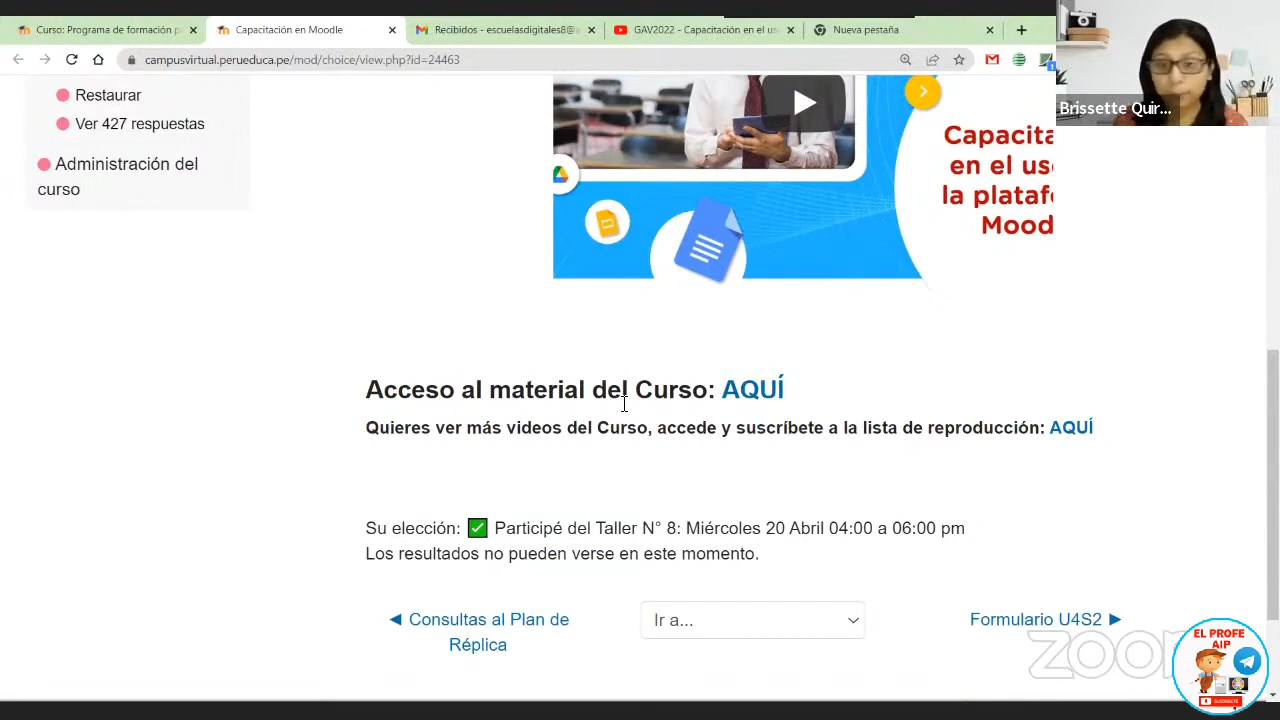 Curso: Programa de formación p
Capacitación en Moodle
Recibidos - escuelasdigitales8@
GAV2022 - Capacitación en el us
Nueva pestaña
campusvirtual.perueduca.pe/mod/choice/view.php?id=24463
Brissette Quir...
Restaurar
Ver 427 respuestas
Administración del
curso
Capacita
en el uso
la platafo
Mood
Acceso al material del Curso: AQUÍ
Quieres ver más videos del Curso, accede y suscríbete a la lista de reproducción: AQUÍ
Su elección: ✅ Participé del Taller N° 8: Miércoles 20 Abril 04:00 a 06:00 pm
Los resultados no pueden verse en este momento.
◄ Consultas al Plan de
Réplica
Ir a...
Formulario U4S2 ►
zoom
EL PROFE
AIP